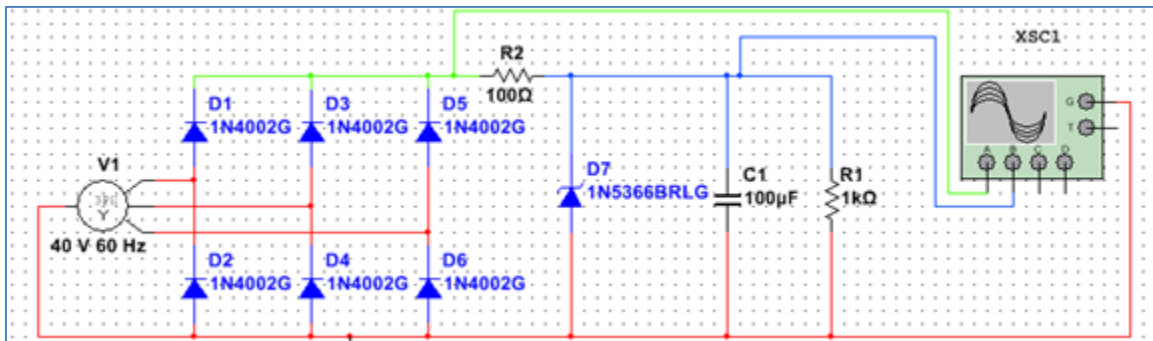 XSC1
R2
100Ω
D1
1N4002G
D3
1N4002G
D5
1N4002G
G
T
A
B
C
D
V1
Y
40 V 60 Hz
D7
1N5366BRLG
C1
100µF
R1
1kΩ
D2
1N4002G
D4
1N4002G
D6
1N4002G